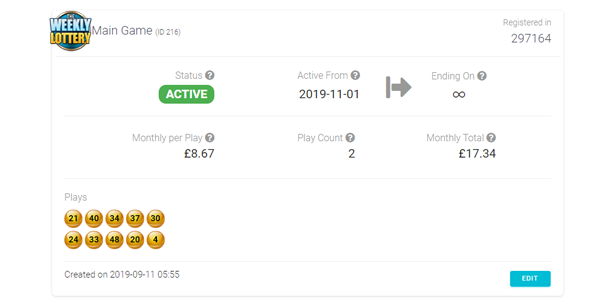 THE
WEEKLY
LOTTERY
Main Game (ID 216)
Registered in
297164
Status ?
Active From ?
Ending On ?
ACTIVE
2019-11-01
∞
Monthly per Play ?
Play Count ?
Monthly Total ?
£8.67
2
£17.34
Plays
21 40 34 37 30
24 33 48 20 4
Created on 2019-09-11 05:55
EDIT